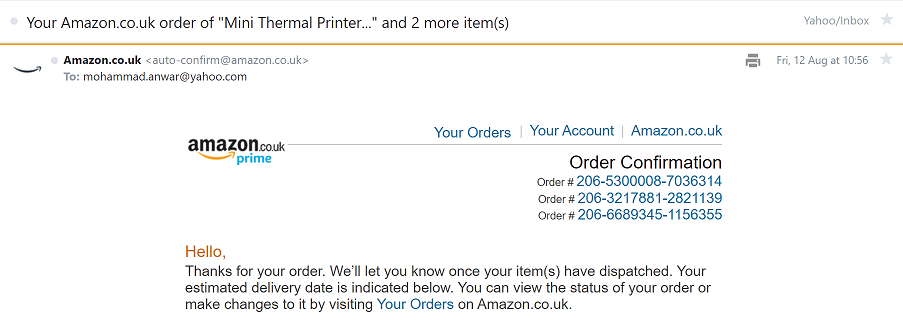 Your Amazon.co.uk order of "Mini Thermal Printer..." and 2 more item(s)
Yahoo/Inbox
Amazon.co.uk <auto-confirm@amazon.co.uk>
Fri, 12 Aug at 10:56
To: mohammad.anwar@yahoo.com
Your Orders | Your Account | Amazon.co.uk
amazon.co.uk
prime
Order Confirmation
Order # 206-5300008-7036314
Order # 206-3217881-2821139
Order # 206-6689345-1156355
Hello,
Thanks for your order. We’ll let you know once your item(s) have dispatched. Your
estimated delivery date is indicated below. You can view the status of your order or
make changes to it by visiting Your Orders on Amazon.co.uk.